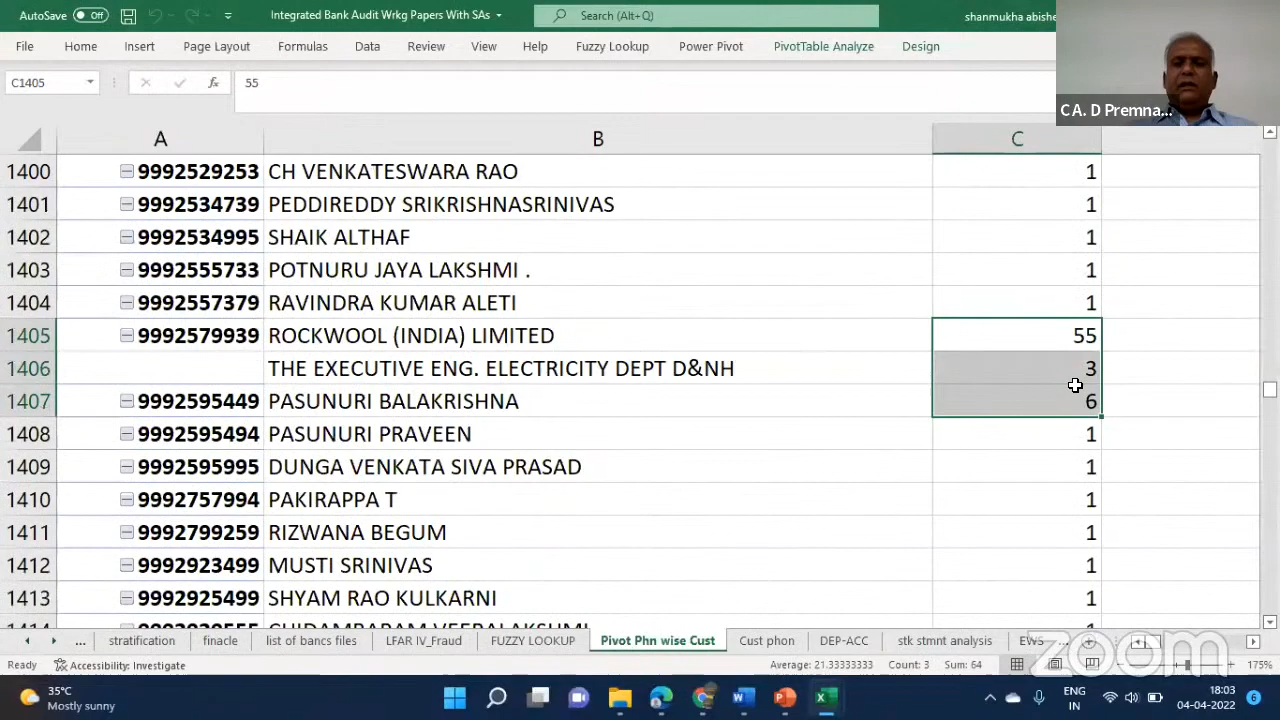 AutoSave Off Integrated Bank Audit Wrkg Papers With SAs Search (Alt+Q) shanmukha abishe
File Home Insert Page Layout Formulas Data Review View Help Fuzzy Lookup Power Pivot PivotTable Analyze Design
C1405 fx 55
C A. D Premna...
A B C
1400 9992529253 CH VENKATESWARA RAO 1
1401 9992534739 PEDDIREDDY SRIKRISHNASRINIVAS 1
1402 9992534995 SHAIK ALTHAF 1
1403 9992555733 POTNURU JAYA LAKSHMI . 1
1404 9992557379 RAVINDRA KUMAR ALETI 1
1405 9992579939 ROCKWOOL (INDIA) LIMITED 55
1406 THE EXECUTIVE ENG. ELECTRICITY DEPT D&NH 3
1407 9992595449 PASUNURI BALAKRISHNA 6
1408 9992595494 PASUNURI PRAVEEN 1
1409 9992595995 DUNGA VENKATA SIVA PRASAD 1
1410 9992757994 PAKIRAPPA T 1
1411 9992799259 RIZWANA BEGUM 1
1412 9992923499 MUSTI SRINIVAS 1
1413 9992925499 SHYAM RAO KULKARNI 1
... stratification finacle list of bancs files LFAR IV_Fraud FUZZY LOOKUP Pivot Phn wise Cust Cust phon DEP-ACC stk stmnt analysis EWS
Ready Accessibility: Investigate Average: 21.33333333 Count: 3 Sum: 64 175%
zoom
35°C
Mostly sunny
ENG
IN
18:03
04-04-2022
6